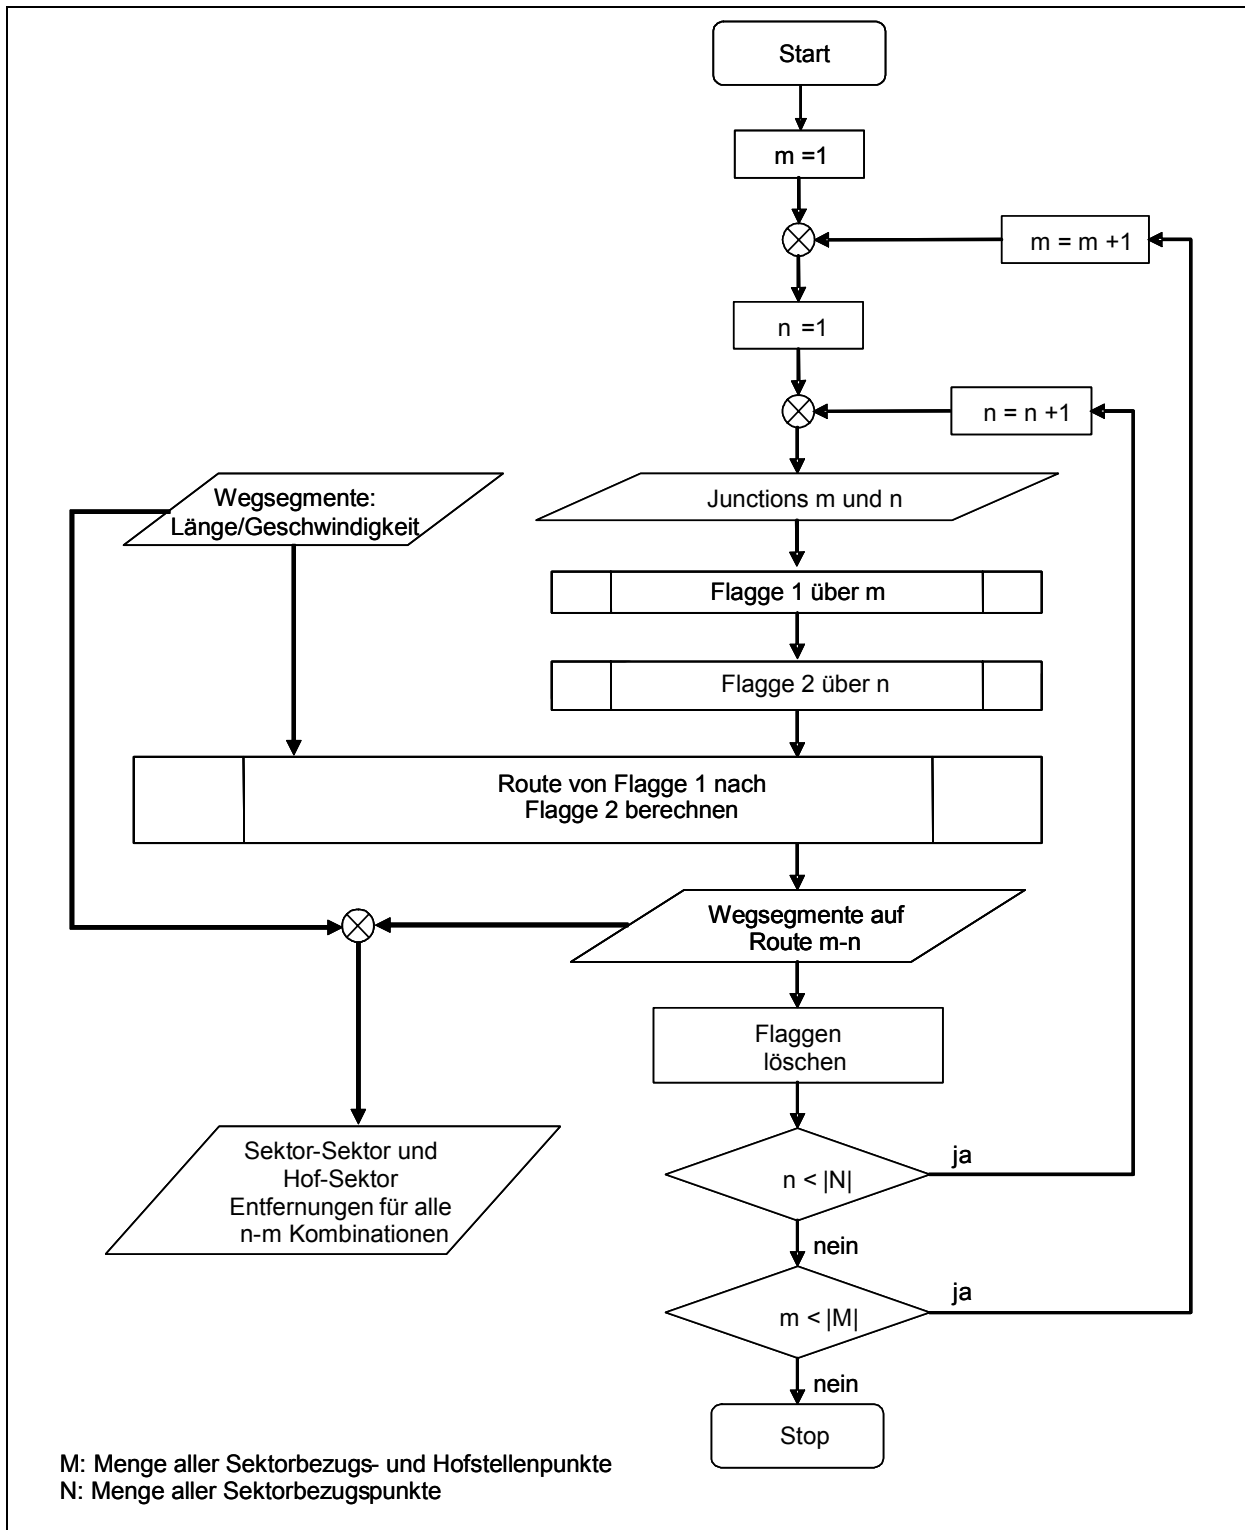 Start
m =1
m = m +1
n =1
n = n +1
Wegsegmente:
Länge/Geschwindigkeit
Junctions m und n
Flagge 1 über m
Flagge 2 über n
Route von Flagge 1 nach
Flagge 2 berechnen
Wegsegmente auf
Route m-n
Flaggen
löschen
Sektor-Sektor und
Hof-Sektor
Entfernungen für alle
n-m Kombinationen
n < |N|
ja
nein
m < |M|
ja
nein
Stop
M: Menge aller Sektorbezugs- und Hofstellenpunkte
N: Menge aller Sektorbezugspunkte